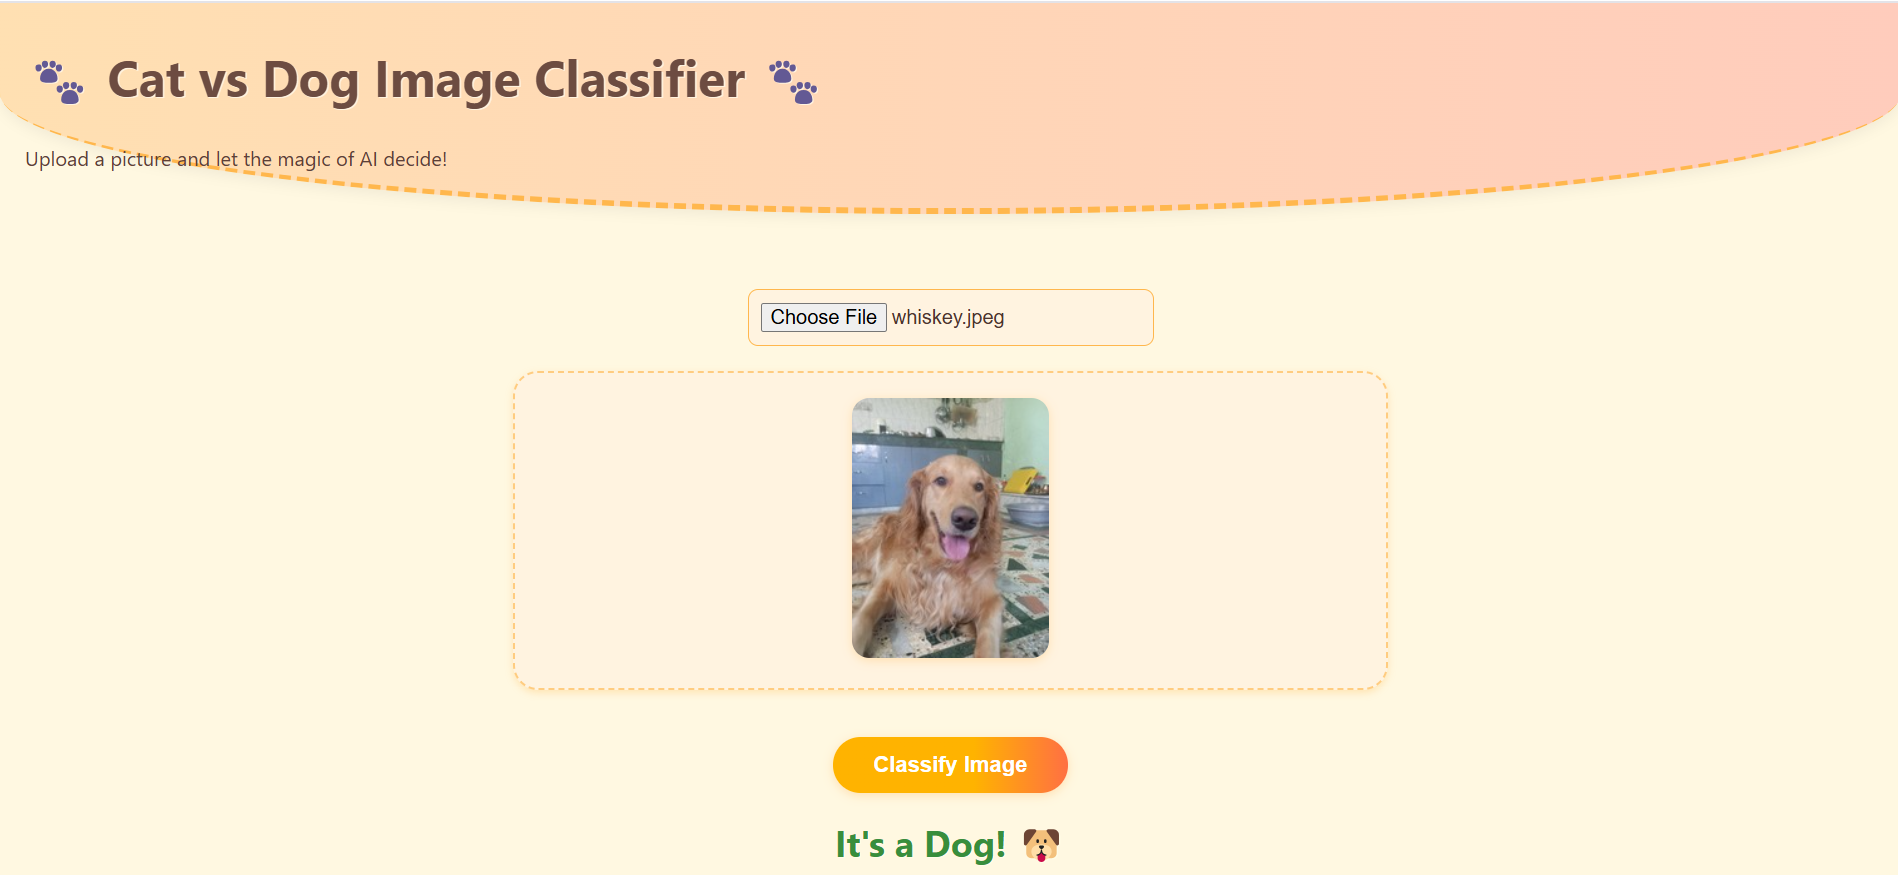 🐾 Cat vs Dog Image Classifier 🐾
Upload a picture and let the magic of AI decide!
Choose File whiskey.jpeg
Classify Image
It's a Dog! 🐶